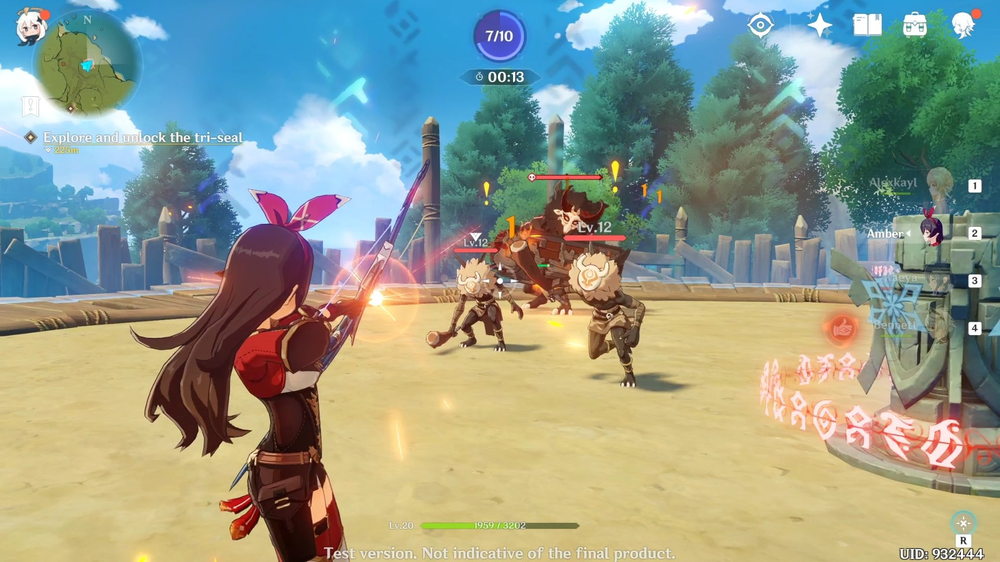 N
7/10
00:13
Explore and unlock the tri-seal
225m
Alexkayl
1
Lv.12
1
1
1
Lv.12
Amber
2
Kaeya
3
Bennett
4
Lv.20
1959 / 3202
R
Test version. Not indicative of the final product.
UID: 932444